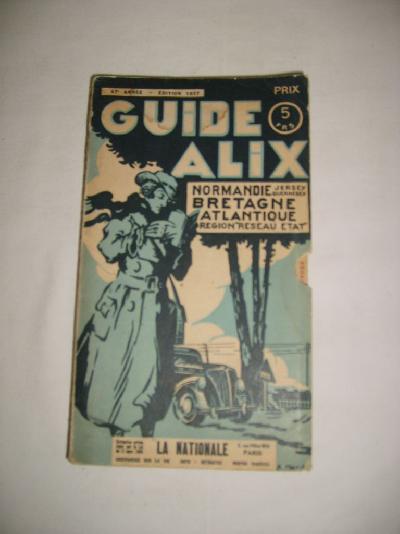 47e ANNÉE - ÉDITION 1937
PRIX
5
FRS
GUIDE
ALIX
NORMANDIE JERSEY GUERNESEY
BRETAGNE
ATLANTIQUE
RÉGION "RÉSEAU ETAT"
LA NATIONALE
PARIS